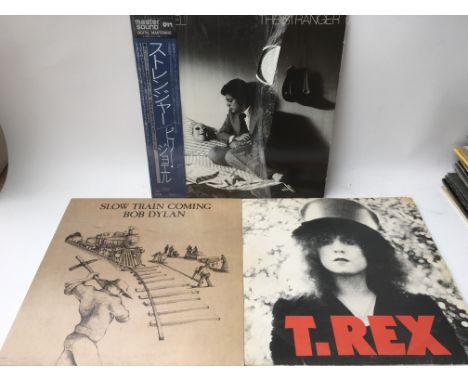 THE STRANGER
master
sound
DIGITAL MASTERING
ストレンジャー
ビリー・
ジョエル
SLOW TRAIN COMING
BOB DYLAN
T.REX